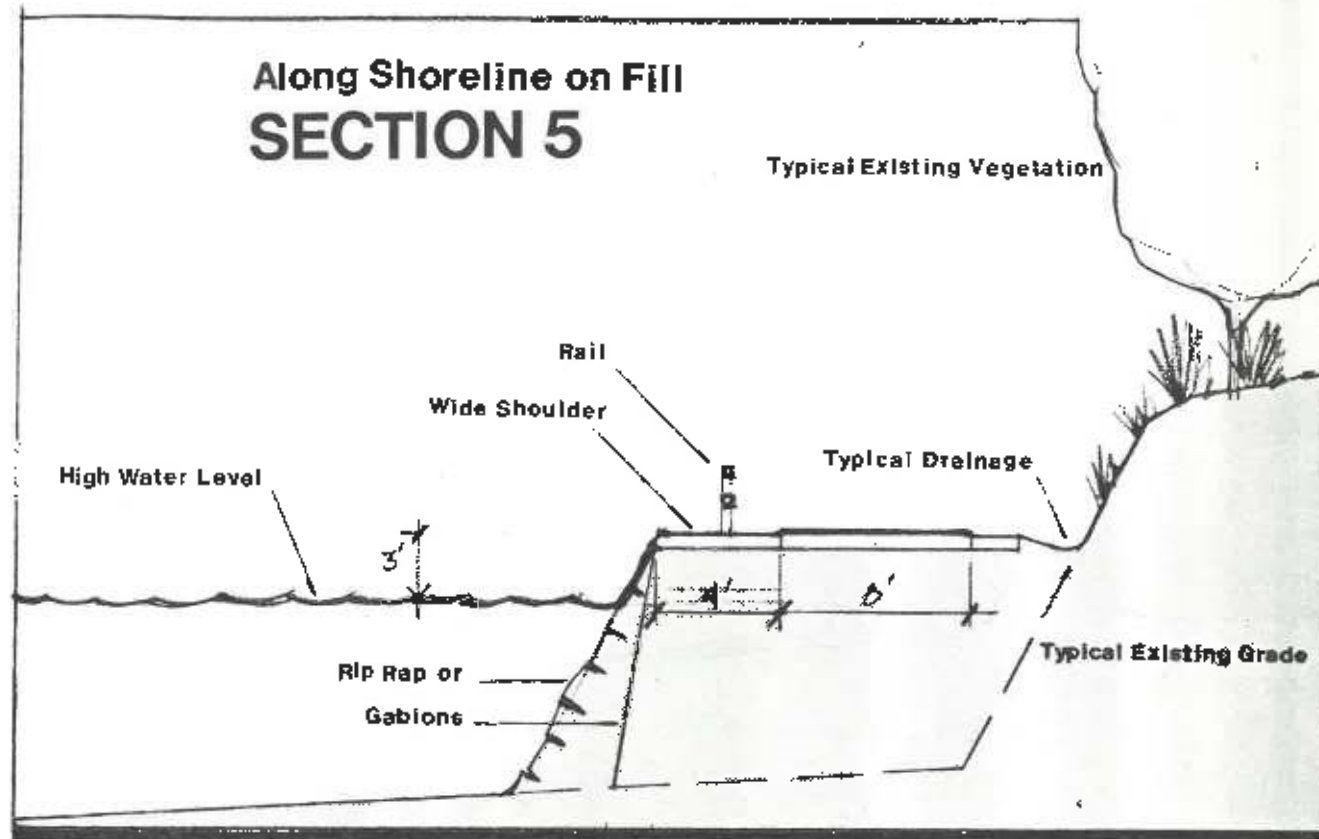 Along Shoreline on Fill
SECTION 5
Typical Existing Vegetation
Rail
Wide Shoulder
Typical Drainage
High Water Level
3'
Rip Rap or
Gabions
Typical Existing Grade